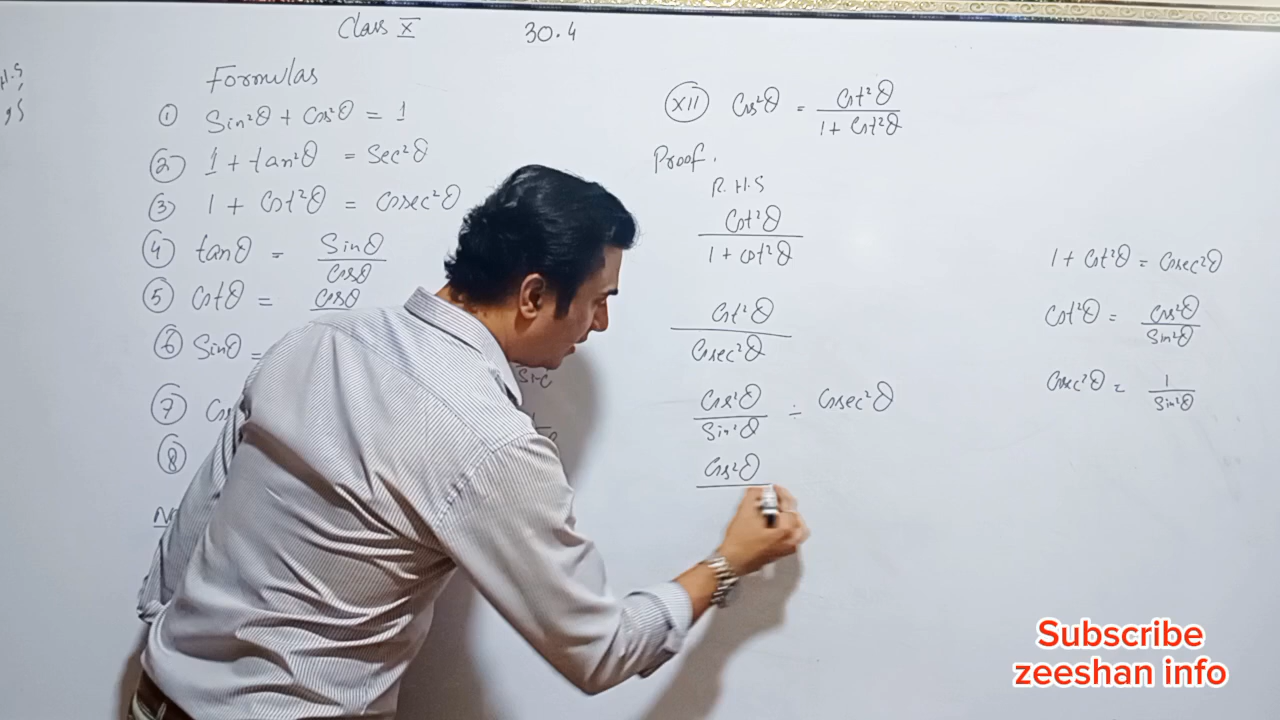 Class X 30.4
Formulas
① Sin²θ + Cos²θ = 1
② 1 + tan²θ = Sec²θ
③ 1 + Cot²θ = Cosec²θ
④ tanθ = Sinθ / Cosθ
⑤ Cotθ = Cosθ
⑥ Sinθ =
⑦
⑧
XII Cos²θ = Cot²θ / 1 + Cot²θ
Proof.
R.H.S
Cot²θ / 1 + cot²θ
Cot²θ / Cosec²θ
Cos²θ / Sin²θ ÷ Cosec²θ
Cos²θ
1 + Cot²θ = Cosec²θ
Cot²θ = Cos²θ / Sin²θ
Cosec²θ = 1 / Sin²θ
Subscribe
zeeshan info